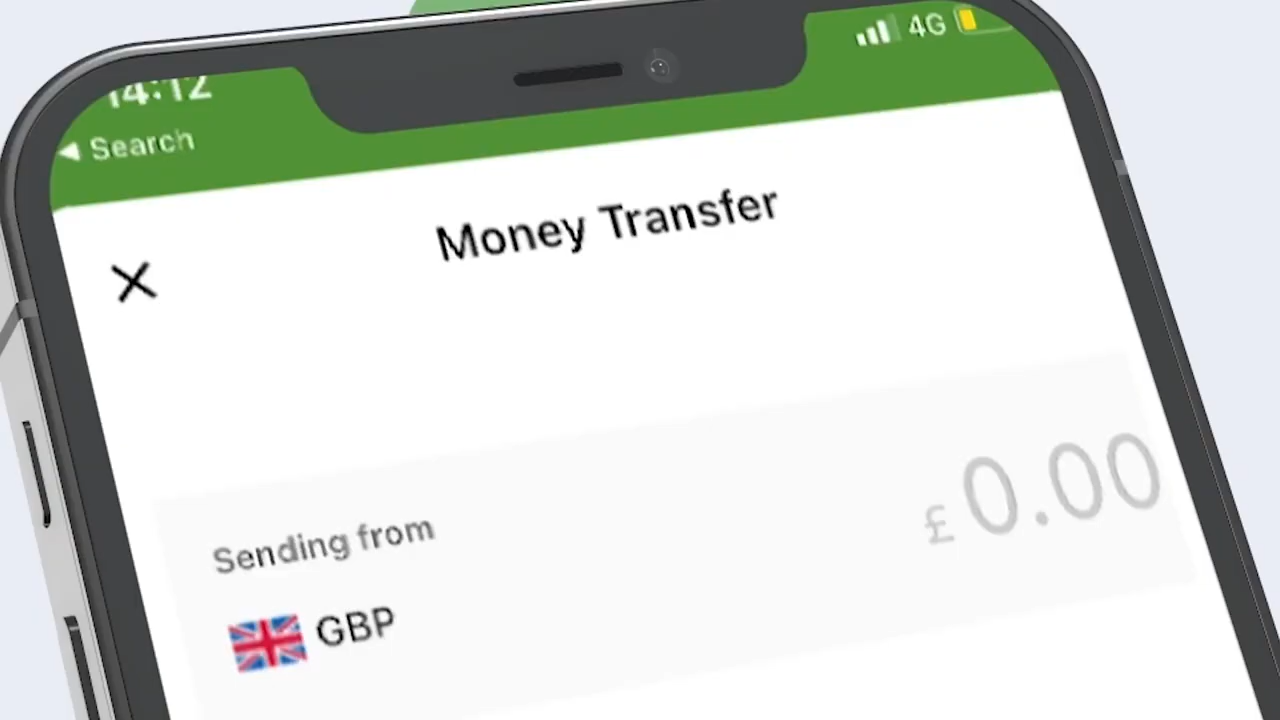 14:12
4G
◀ Search
Money Transfer
Sending from
£0.00
GBP